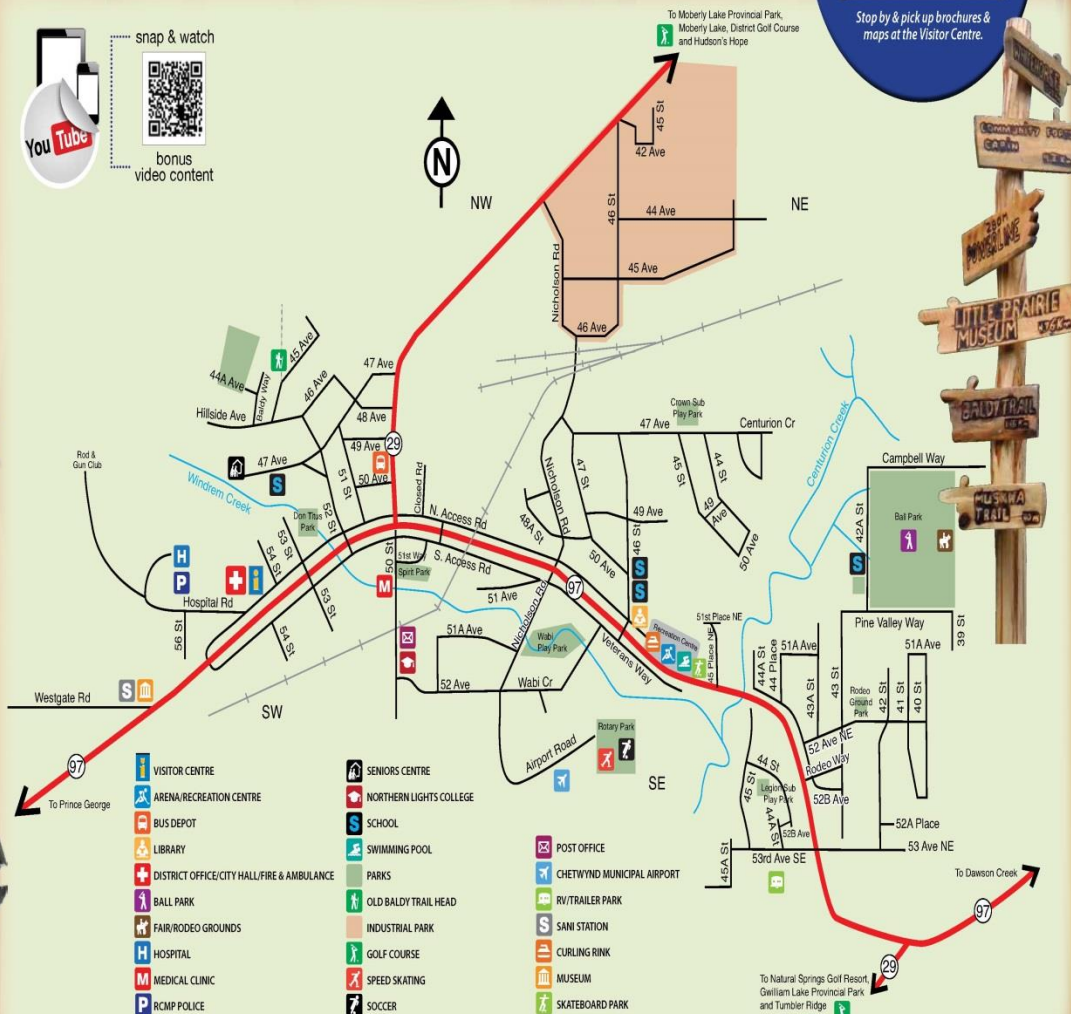 snap & watch
You Tube
bonus
video content
Stop by & pick up brochures &
maps at the Visitor Centre.
To Moberly Lake Provincial Park,
Moberly Lake, District Golf Course
and Hudson's Hope
N
NW
NE
SW
SE
COMMUNITY
CABIN
POWERLINE
LITTLE PRAIRIE
MUSEUM
BALDY TRAIL
TRAIL
45 St
42 Ave
46 St
44 Ave
45 Ave
Nicholson Rd
46 Ave
45 Ave
44A Ave
Baldy Way
46 Ave
47 Ave
Hillside Ave
48 Ave
29
49 Ave
50 Ave
47 Ave
51 St
52 St
Closed Rd
Rod &
Gun Club
Windrem Creek
Don Titus
Park
N. Access Rd
S. Access Rd
53 St
54 St
50 St
51st Way
Spirit Park
H
P
Hospital Rd
56 St
53 St
54 St
M
Crown Sub
Play Park
47 Ave
Centurion Cr
Centurion Creek
47 St
Nicholson Rd
48A St
45 St
44 St
49
Ave
50 Ave
49 Ave
50 Ave
46 St
S
S
S
S
97
51 Ave
Nicholson Rd
51A Ave
52 Ave
Wabi
Play Park
Wabi Cr
Veterans Way
Recreation Centre
51st Place NE
45 Place NE
Campbell Way
Ball Park
42A St
Pine Valley Way
39 St
44A St
44 Place
51A Ave
43A St
43 St
Rodeo
Ground
Park
42 St
41 St
40 St
51A Ave
52 Ave NE
Rodeo Way
52B Ave
52A Place
53 Ave NE
44 St
45 St
Legion Sub
Play Park
44A St
52B Ave
53rd Ave SE
45A St
Rotary Park
Airport Road
Westgate Rd
S
97
To Prince George
To Dawson Creek
97
29
To Natural Springs Golf Resort,
Gwilliam Lake Provincial Park
and Tumbler Ridge
VISITOR CENTRE
ARENA/RECREATION CENTRE
BUS DEPOT
LIBRARY
DISTRICT OFFICE/CITY HALL/FIRE & AMBULANCE
BALL PARK
FAIR/RODEO GROUNDS
H HOSPITAL
M MEDICAL CLINIC
P RCMP POLICE
SENIORS CENTRE
NORTHERN LIGHTS COLLEGE
S SCHOOL
SWIMMING POOL
PARKS
OLD BALDY TRAIL HEAD
INDUSTRIAL PARK
GOLF COURSE
SPEED SKATING
SOCCER
POST OFFICE
CHETWYND MUNICIPAL AIRPORT
RV/TRAILER PARK
S SANI STATION
CURLING RINK
MUSEUM
SKATEBOARD PARK